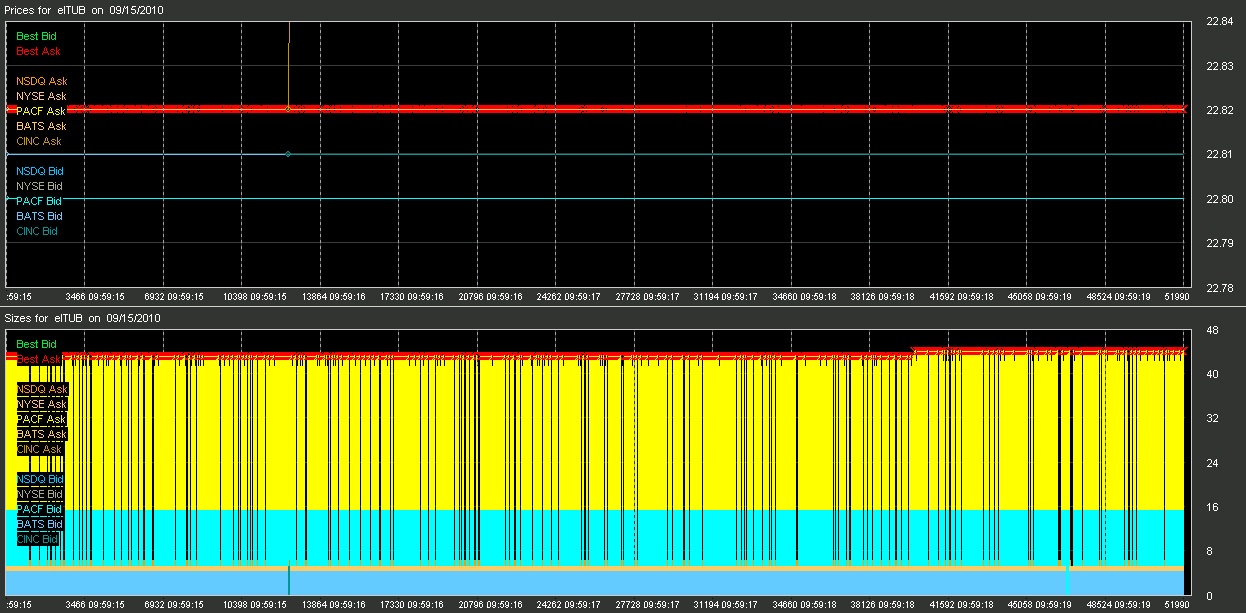 Prices for eITUB on 09/15/2010
22.84
Best Bid
Best Ask
22.83
NSDQ Ask
NYSE Ask
PACF Ask
22.82
BATS Ask
CINC Ask
22.81
NSDQ Bid
NYSE Bid
PACF Bid
22.80
BATS Bid
CINC Bid
22.79
22.78
:59:15 3466 09:59:15 6932 09:59:15 10398 09:59:15 13864 09:59:16 17330 09:59:16 20796 09:59:16 24262 09:59:17 27728 09:59:17 31194 09:59:17 34660 09:59:18 38126 09:59:18 41592 09:59:18 45058 09:59:19 48524 09:59:19 51990
Sizes for eITUB on 09/15/2010
48
Best Bid
Best Ask
40
NSDQ Ask
NYSE Ask
PACF Ask
32
BATS Ask
CINC Ask
24
NSDQ Bid
NYSE Bid
PACF Bid
16
BATS Bid
CINC Bid
8
0
:59:15 3466 09:59:15 6932 09:59:15 10398 09:59:15 13864 09:59:16 17330 09:59:16 20796 09:59:16 24262 09:59:17 27728 09:59:17 31194 09:59:17 34660 09:59:18 38126 09:59:18 41592 09:59:18 45058 09:59:19 48524 09:59:19 51990